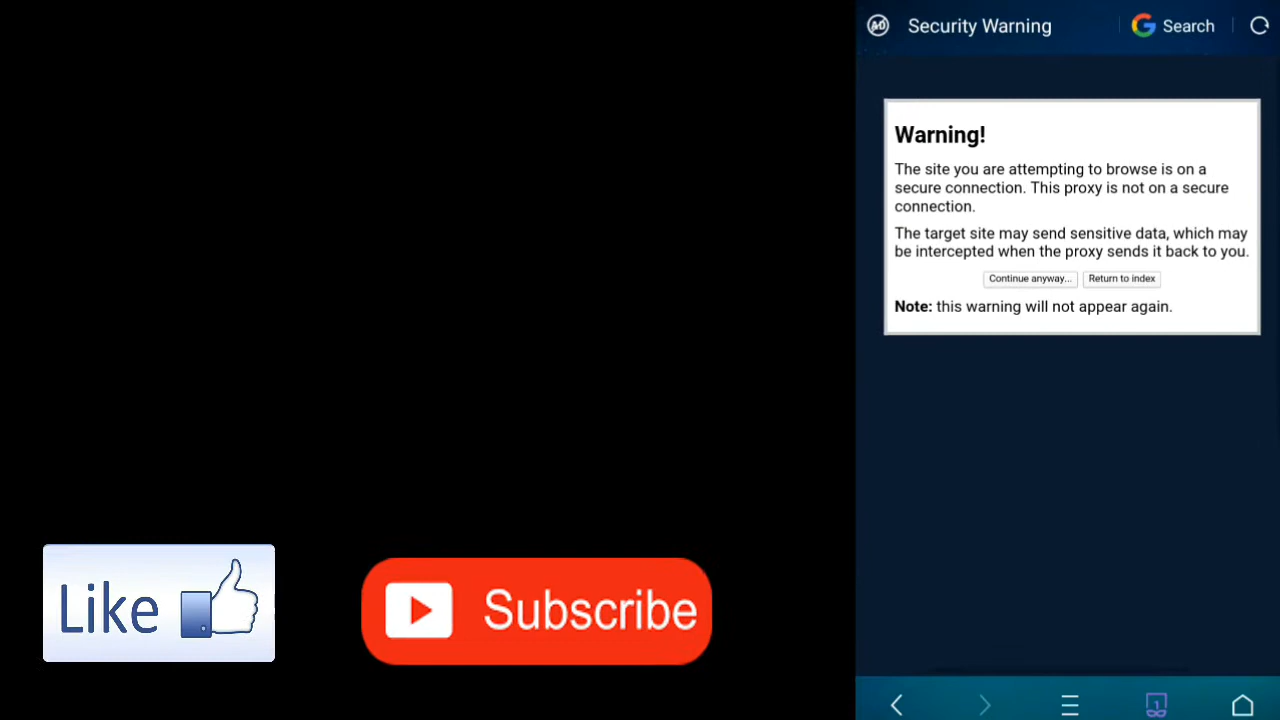 Security Warning
Search
Warning!
The site you are attempting to browse is on a
secure connection. This proxy is not on a secure
connection.
The target site may send sensitive data, which may
be intercepted when the proxy sends it back to you.
Continue anyway... Return to index
Note: this warning will not appear again.
Like
Subscribe
1